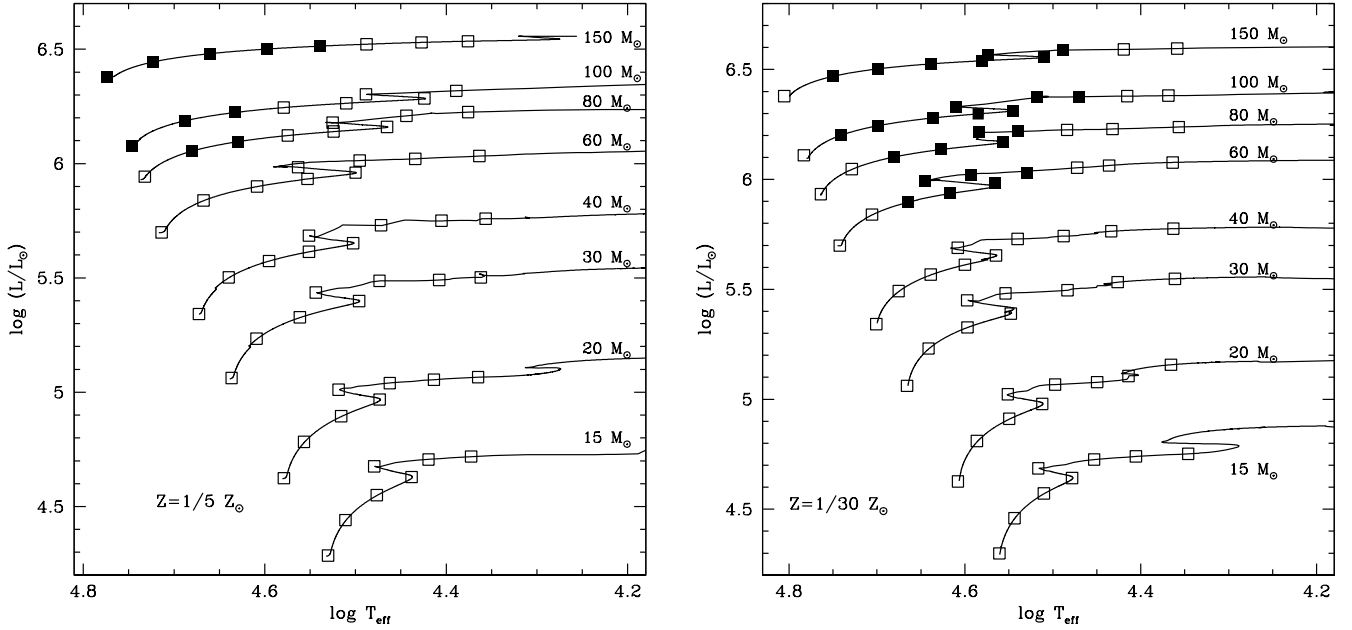 log (L/L⊙)
6.5
6
5.5
5
4.5
150 M⊙
100 M⊙
80 M⊙
60 M⊙
40 M⊙
30 M⊙
20 M⊙
15 M⊙
Z=1/5 Z⊙
4.8
4.6
4.4
4.2
log Teff
log (L/L⊙)
6.5
6
5.5
5
4.5
150 M⊙
100 M⊙
80 M⊙
60 M⊙
40 M⊙
30 M⊙
20 M⊙
15 M⊙
Z=1/30 Z⊙
4.8
4.6
4.4
4.2
log Teff